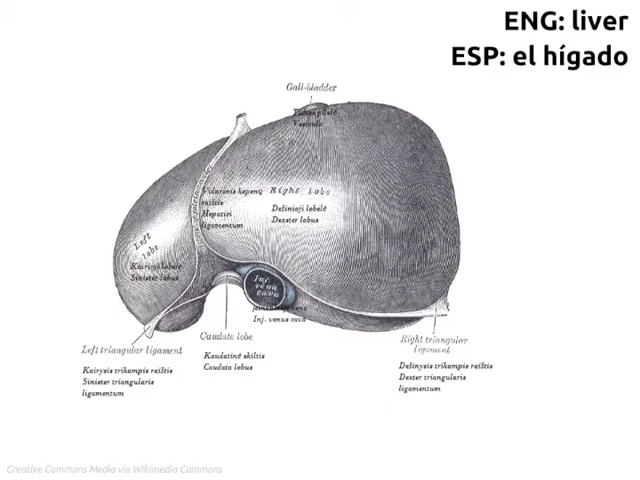 ENG: liver
ESP: el hígado
Gall-bladder
Tulžies pūslė
Vesicula
Vidurinis kepenų
raištis
Hepatiri
ligamentum
Right lobe
Dešinioji lobelė
Dexter lobus
Left
lobe
Kairioji lobelė
Sinister lobus
Inf.
vena
cava
Inj. venus cava
Left triangular ligament
Kairysis trikampis raištis
Sinister triangularis
ligamentum
Caudate lobe
Kaudatinė skiltis
Caudata lobus
Right triangular
ligament
Dešinysis trikampis raištis
Dexter triangularis
ligamentum
Creative Commons Media via Wikimedia Commons